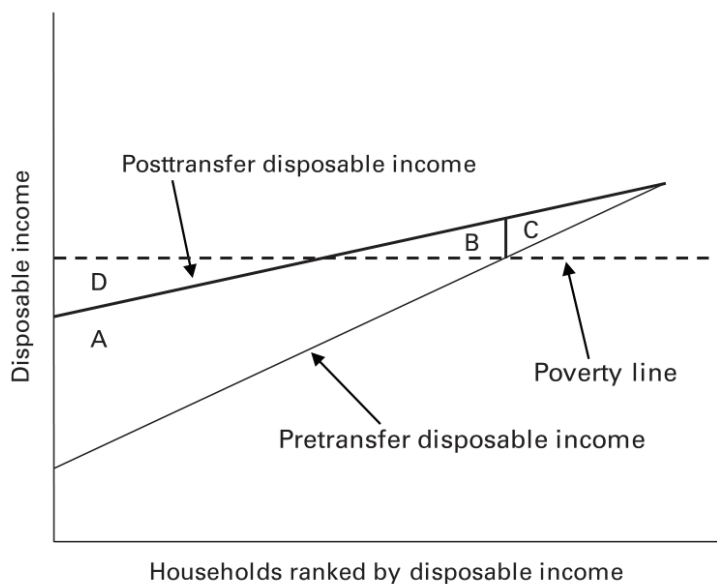 Posttransfer disposable income
B
C
D
A
Poverty line
Pretransfer disposable income
Disposable income
Households ranked by disposable income